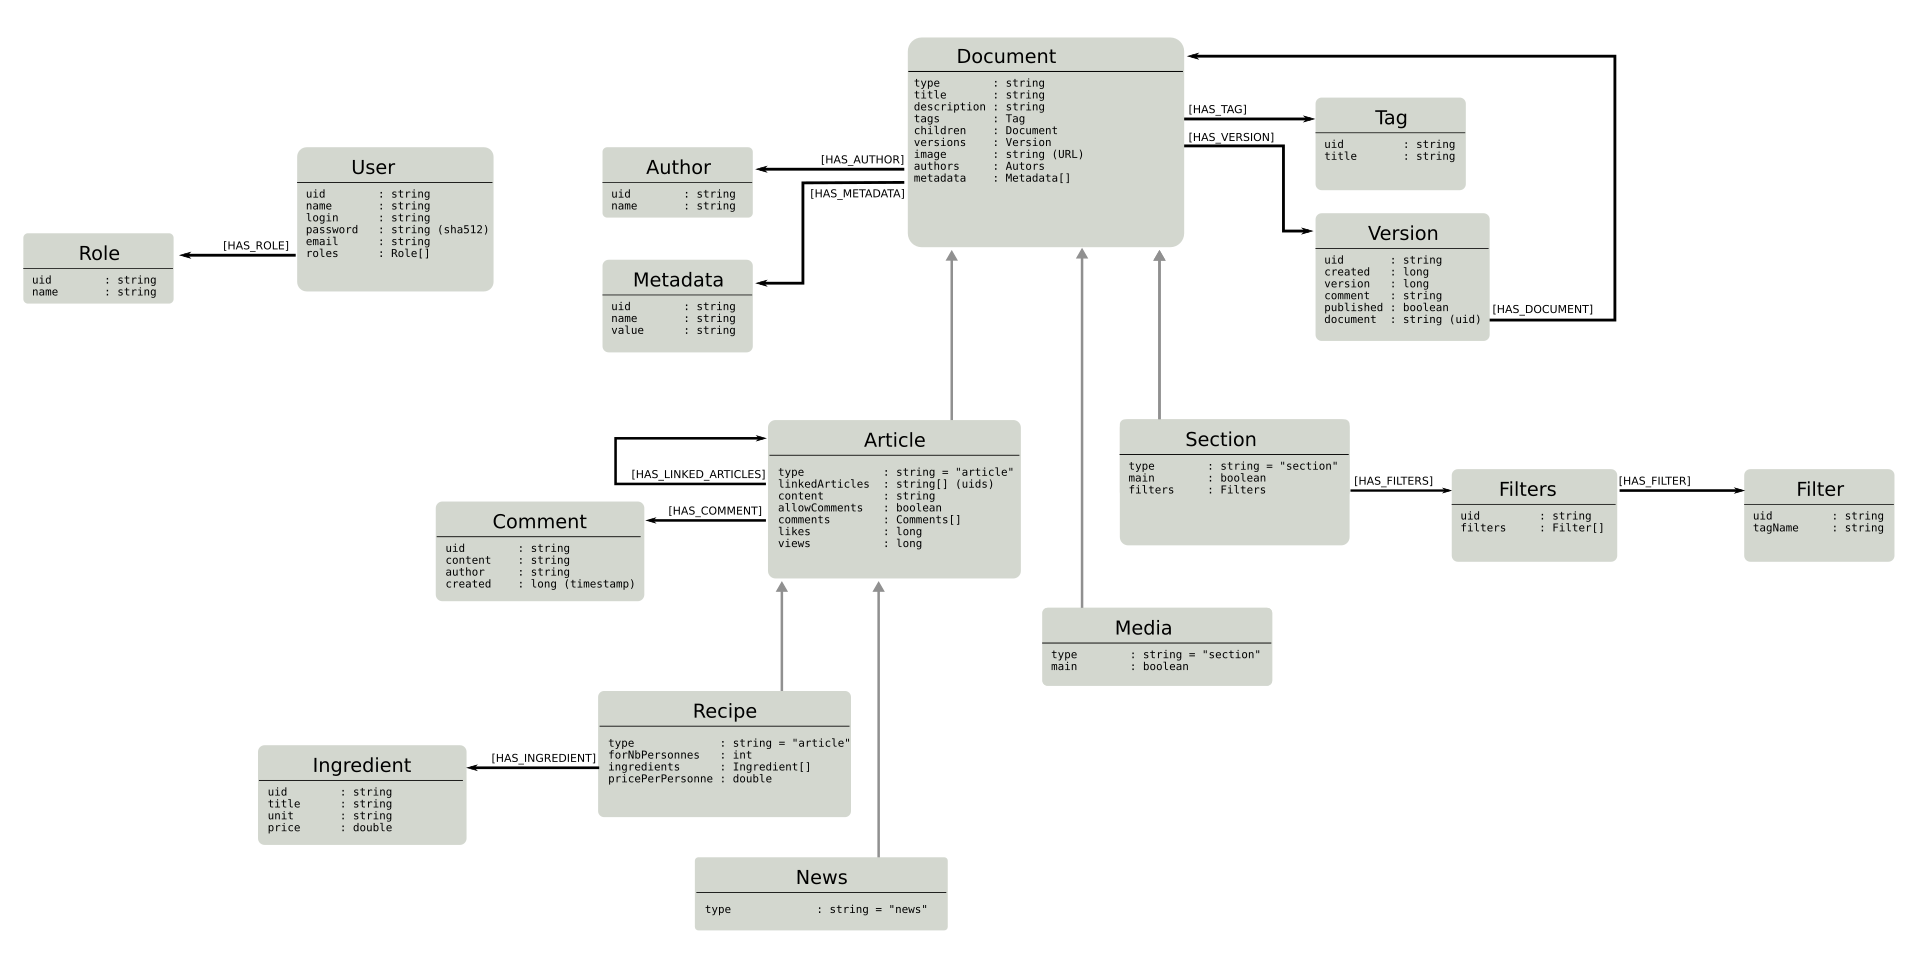 Document
type : string
title : string
description : string
tags : Tag
children : Document
versions : Version
image : string (URL)
authors : Autors
metadata : Metadata[]
[HAS_TAG]
[HAS_VERSION]
Tag
uid : string
title : string
User
uid : string
name : string
login : string
password : string (sha512)
email : string
roles : Role[]
[HAS_ROLE]
Role
uid : string
name : string
Author
uid : string
name : string
[HAS_AUTHOR]
[HAS_METADATA]
Metadata
uid : string
name : string
value : string
Version
uid : string
created : long
version : long
comment : string
published : boolean
document : string (uid)
[HAS_DOCUMENT]
Article
type : string = "article"
linkedArticles : string[] (uids)
content : string
allowComments : boolean
comments : Comments[]
likes : long
views : long
[HAS_LINKED_ARTICLES]
[HAS_COMMENT]
Comment
uid : string
content : string
author : string
created : long (timestamp)
Section
type : string = "section"
main : boolean
filters : Filters
[HAS_FILTERS]
Filters
uid : string
filters : Filter[]
[HAS_FILTER]
Filter
uid : string
tagName : string
Media
type : string = "section"
main : boolean
Recipe
type : string = "article"
forNbPersonnes : int
ingredients : Ingredient[]
pricePerPersonne : double
[HAS_INGREDIENT]
Ingredient
uid : string
title : string
unit : string
price : double
News
type : string = "news"